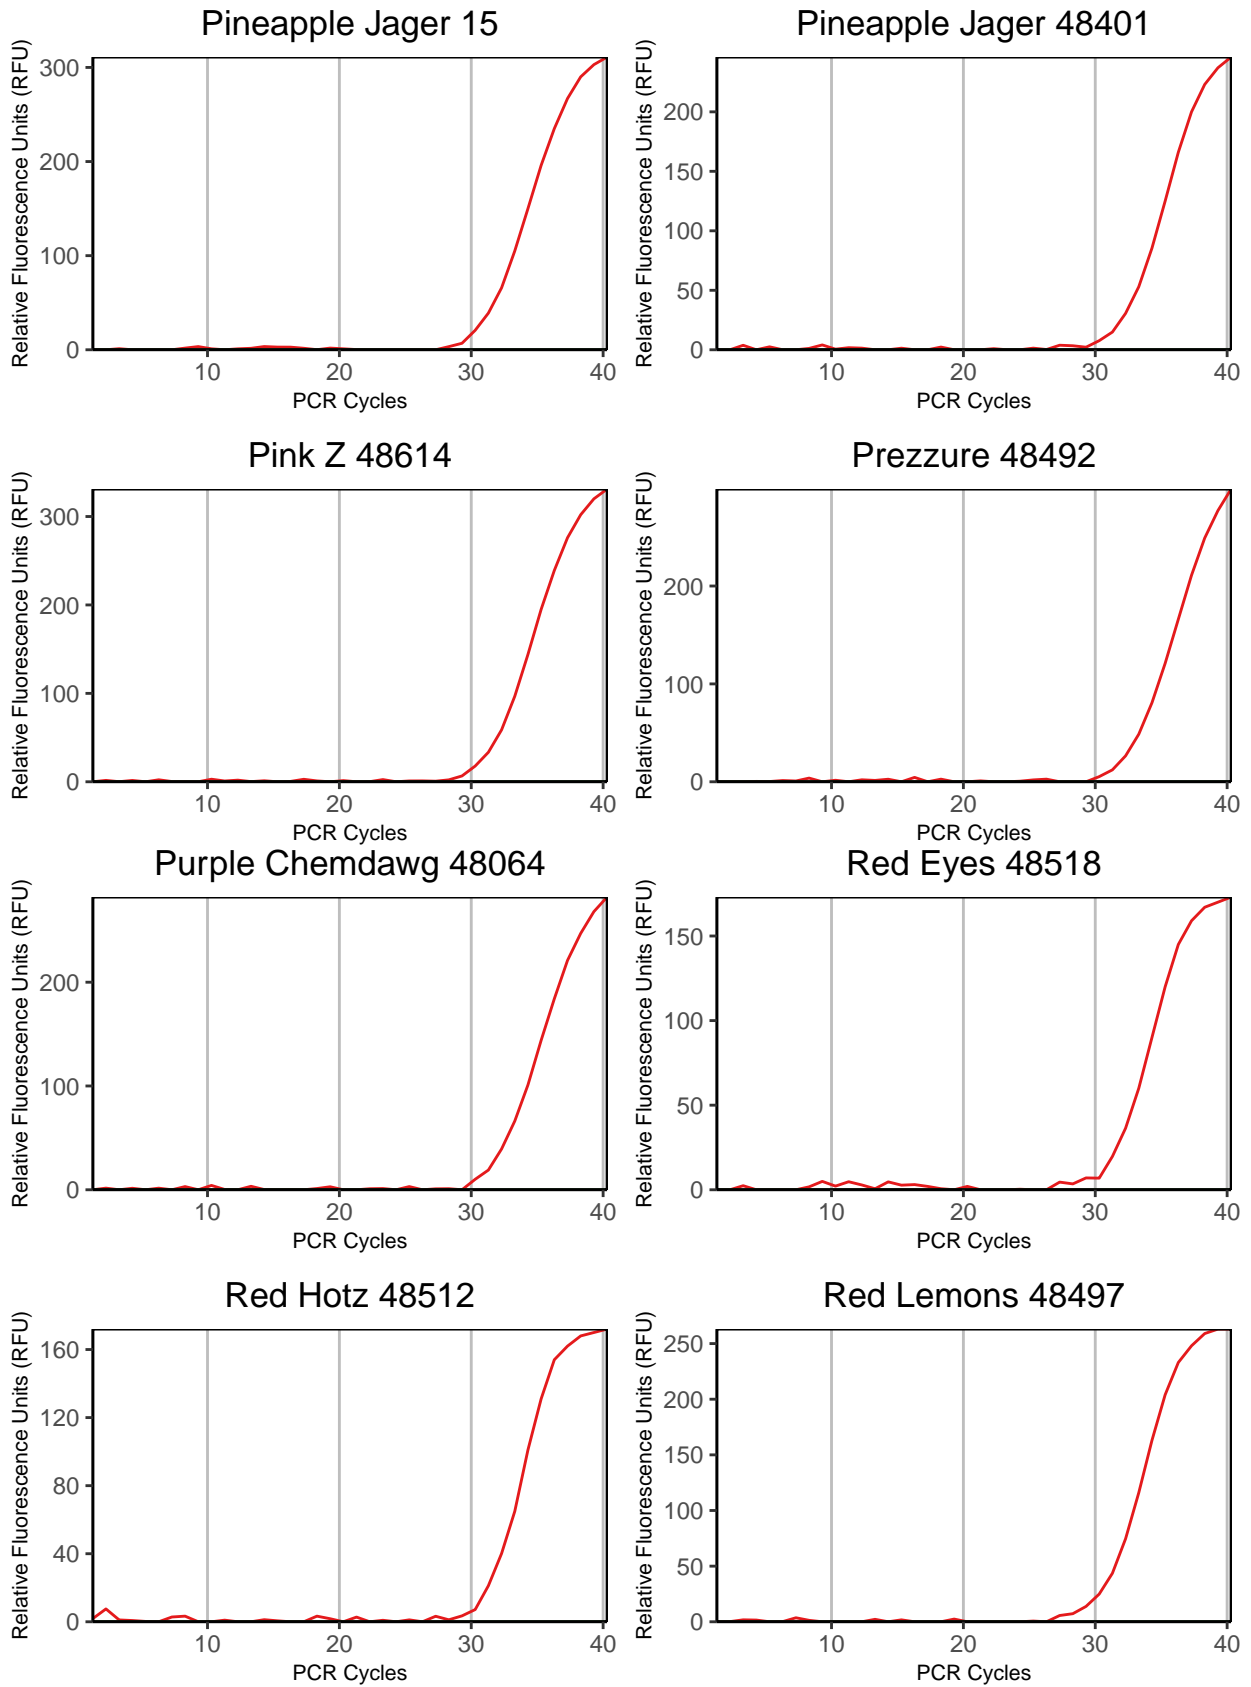 Pineapple Jager 15
Relative Fluorescence Units (RFU)
300
200
100
0
10 20 30 40
PCR Cycles
Pineapple Jager 48401
Relative Fluorescence Units (RFU)
200
150
100
50
0
10 20 30 40
PCR Cycles
Pink Z 48614
Relative Fluorescence Units (RFU)
300
200
100
0
10 20 30 40
PCR Cycles
Prezzure 48492
Relative Fluorescence Units (RFU)
200
100
0
10 20 30 40
PCR Cycles
Purple Chemdawg 48064
Relative Fluorescence Units (RFU)
200
100
0
10 20 30 40
PCR Cycles
Red Eyes 48518
Relative Fluorescence Units (RFU)
150
100
50
0
10 20 30 40
PCR Cycles
Red Hotz 48512
Relative Fluorescence Units (RFU)
160
120
80
40
0
10 20 30 40
PCR Cycles
Red Lemons 48497
Relative Fluorescence Units (RFU)
250
200
150
100
50
0
10 20 30 40
PCR Cycles